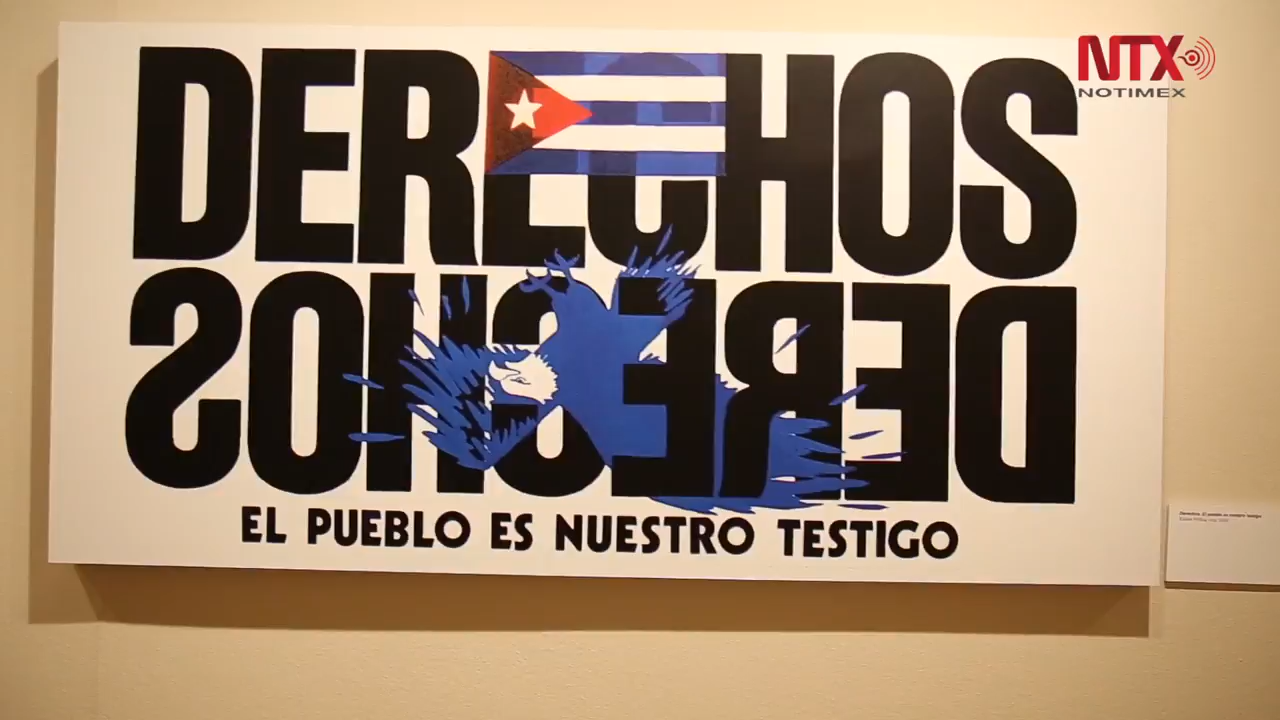 DERECHOS
DERECHOS
EL PUEBLO ES NUESTRO TESTIGO
NTX
NOTIMEX